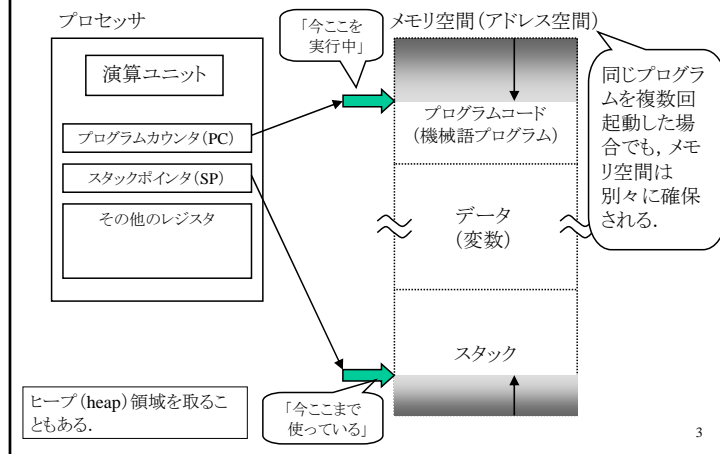 プロセッサ
演算ユニット
プログラムカウンタ(PC)
スタックポインタ(SP)
その他のレジスタ
「今ここを
実行中」
メモリ空間(アドレス空間)
プログラムコード
(機械語プログラム)
データ
(変数)
スタック
同じプログラ
ムを複数回
起動した場
合でも,メモ
リ空間は
別々に確保
される.
「今ここまで
使っている」
ヒープ(heap)領域を取るこ
ともある.
3